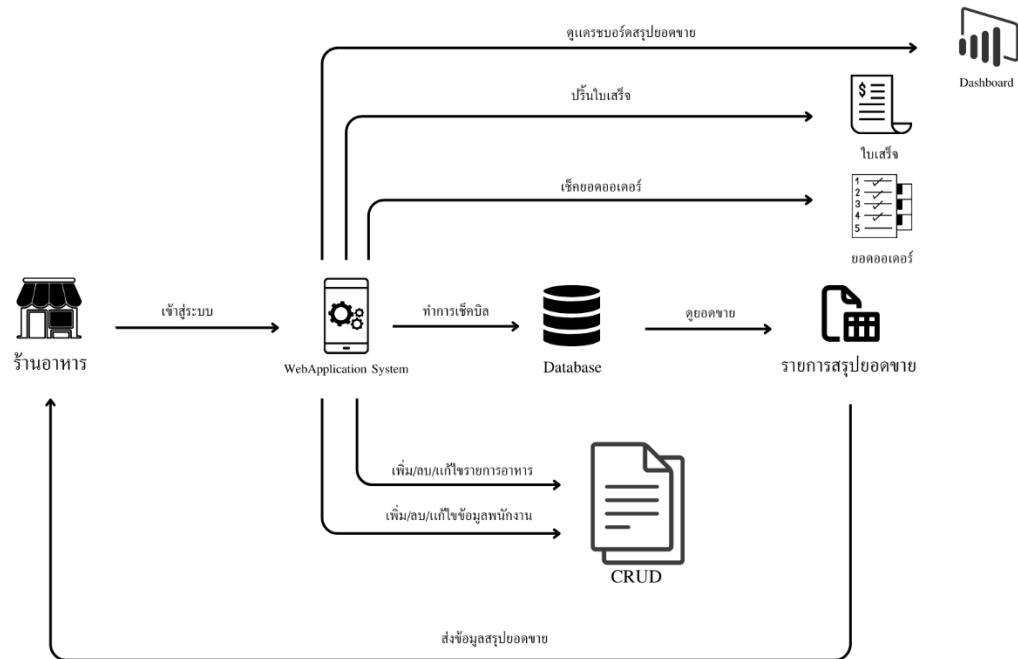 ดูแดรชบอร์ดสรุปยอดขาย
Dashboard
ปริ้นใบเสร็จ
$
ใบเสร็จ
เช็คยอดออเดอร์
1
2
3
4
5
ยอดออเดอร์
เข้าสู่ระบบ
ทำการเช็คบิล
ดูยอดขาย
ร้านอาหาร
WebApplication System
Database
รายการสรุปยอดขาย
เพิ่ม/ลบ/แก้ไขรายการอาหาร
เพิ่ม/ลบ/แก้ไขข้อมูลพนักงาน
CRUD
ส่งข้อมูลสรุปยอดขาย